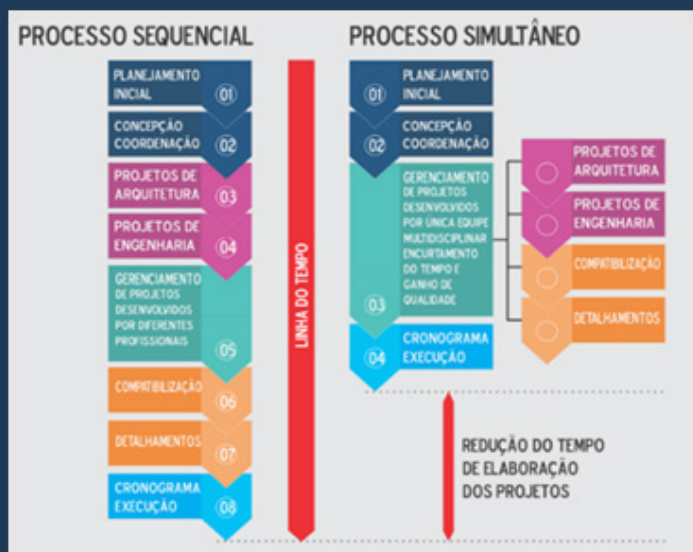 PROCESSO SEQUENCIAL
PLANEJAMENTO
INICIAL
01
CONCEPÇÃO
COORDENAÇÃO
02
PROJETOS DE
ARQUITETURA
03
PROJETOS DE
ENGENHARIA
04
GERENCIAMENTO
DE PROJETOS
DESENVOLVIDOS
POR DIFERENTES
PROFISSIONAIS
05
COMPATIBILIZAÇÃO
06
DETALHAMENTOS
07
CRONOGRAMA
EXECUÇÃO
08
LINHA DO TEMPO
PROCESSO SIMULTÂNEO
01
PLANEJAMENTO
INICIAL
02
CONCEPÇÃO
COORDENAÇÃO
03
GERENCIAMENTO
DE PROJETOS
DESENVOLVIDOS
POR ÚNICA EQUIPE
MULTIDISCIPLINAR
ENCURTAMENTO
DO TEMPO E
GANHO DE
QUALIDADE
04
CRONOGRAMA
EXECUÇÃO
PROJETOS DE
ARQUITETURA
PROJETOS DE
ENGENHARIA
COMPATIBILIZAÇÃO
DETALHAMENTOS
REDUÇÃO DO TEMPO
DE ELABORAÇÃO
DOS PROJETOS